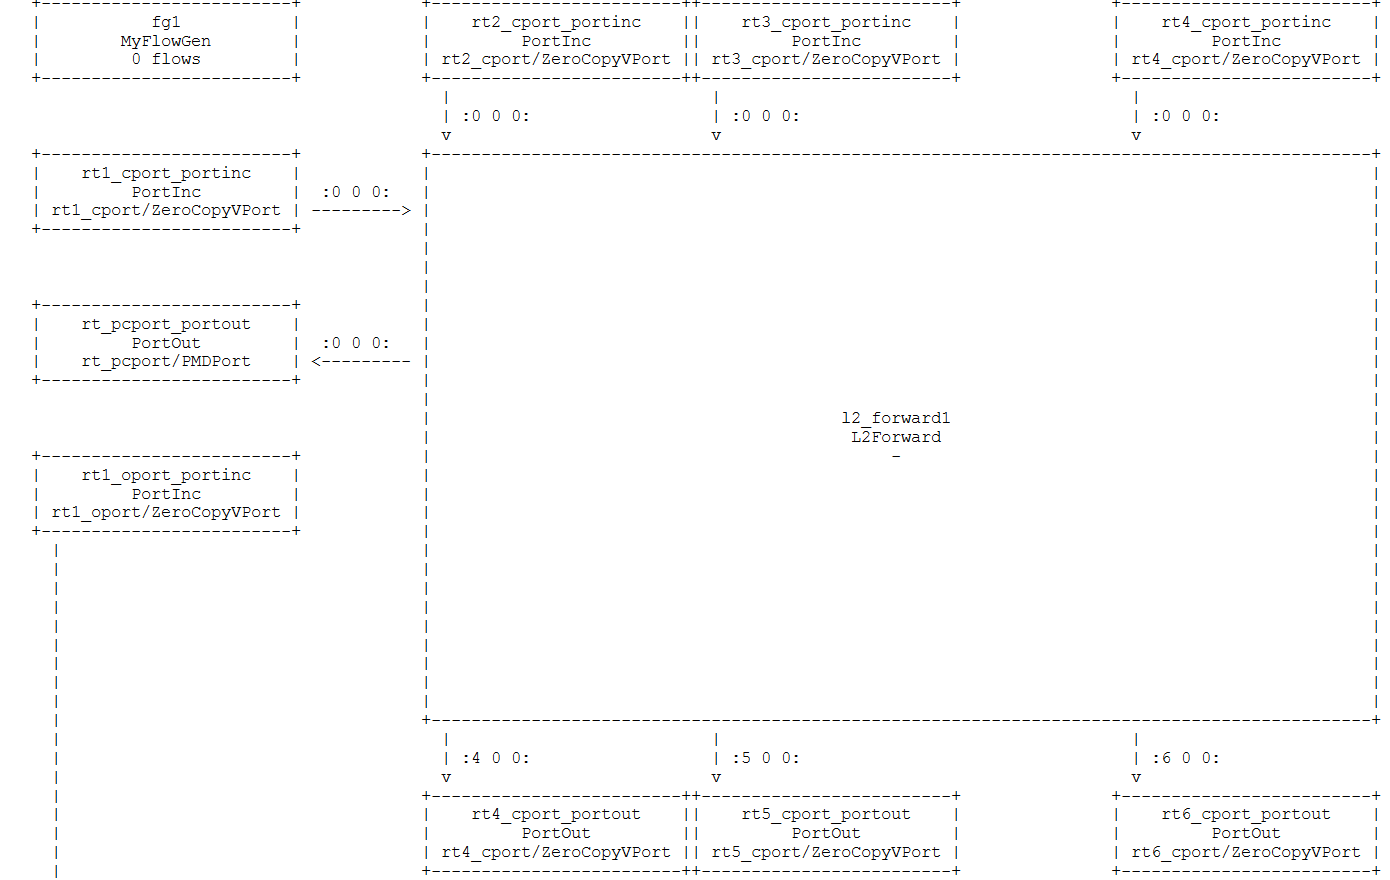 fg1
MyFlowGen
0 flows
rt2_cport_portinc
PortInc
rt2_cport/ZeroCopyVPort
rt3_cport_portinc
PortInc
rt3_cport/ZeroCopyVPort
rt4_cport_portinc
PortInc
rt4_cport/ZeroCopyVPort
:0 0 0:
:0 0 0:
:0 0 0:
v
v
v
rt1_cport_portinc
PortInc
rt1_cport/ZeroCopyVPort
:0 0 0:
--------->
rt_pcport_portout
PortOut
rt_pcport/PMDPort
:0 0 0:
<---------
l2_forward1
L2Forward
-
rt1_oport_portinc
PortInc
rt1_oport/ZeroCopyVPort
:4 0 0:
:5 0 0:
:6 0 0:
v
v
v
rt4_cport_portout
PortOut
rt4_cport/ZeroCopyVPort
rt5_cport_portout
PortOut
rt5_cport/ZeroCopyVPort
rt6_cport_portout
PortOut
rt6_cport/ZeroCopyVPort